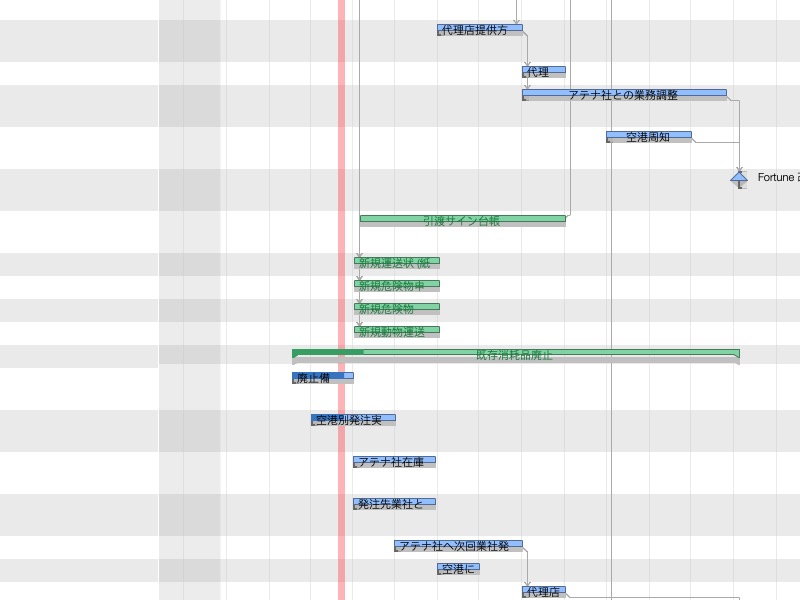 代理店提供方
代理
アテナ社との業務調整
空港周知
Fortune
引渡サイン台帳
新規運送状 (紙
新規危険物申
新規危険物
新規動物運送
既存消耗品廃止
廃止備
空港別発注実
アテナ社在庫
発注先業社と
アテナ社へ次回業社発
空港に
代理店